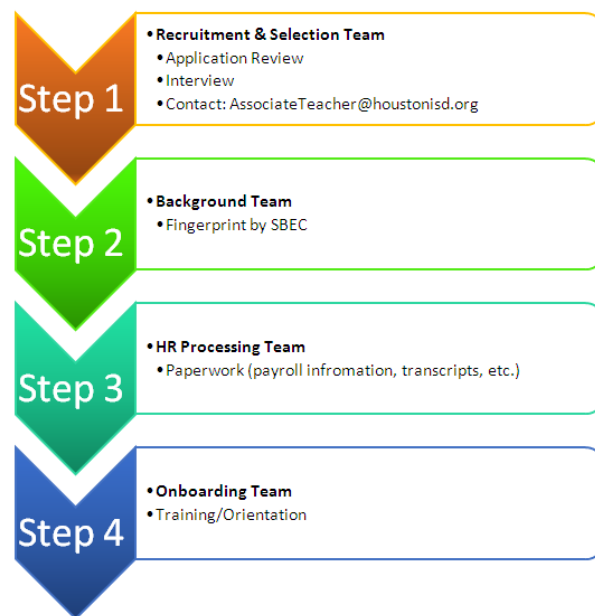 Step 1
•Recruitment & Selection Team
•Application Review
•Interview
•Contact: AssociateTeacher@houstonisd.org
Step 2
•Background Team
•Fingerprint by SBEC
Step 3
•HR Processing Team
•Paperwork (payroll infromation, transcripts, etc.)
Step 4
•Onboarding Team
•Training/Orientation